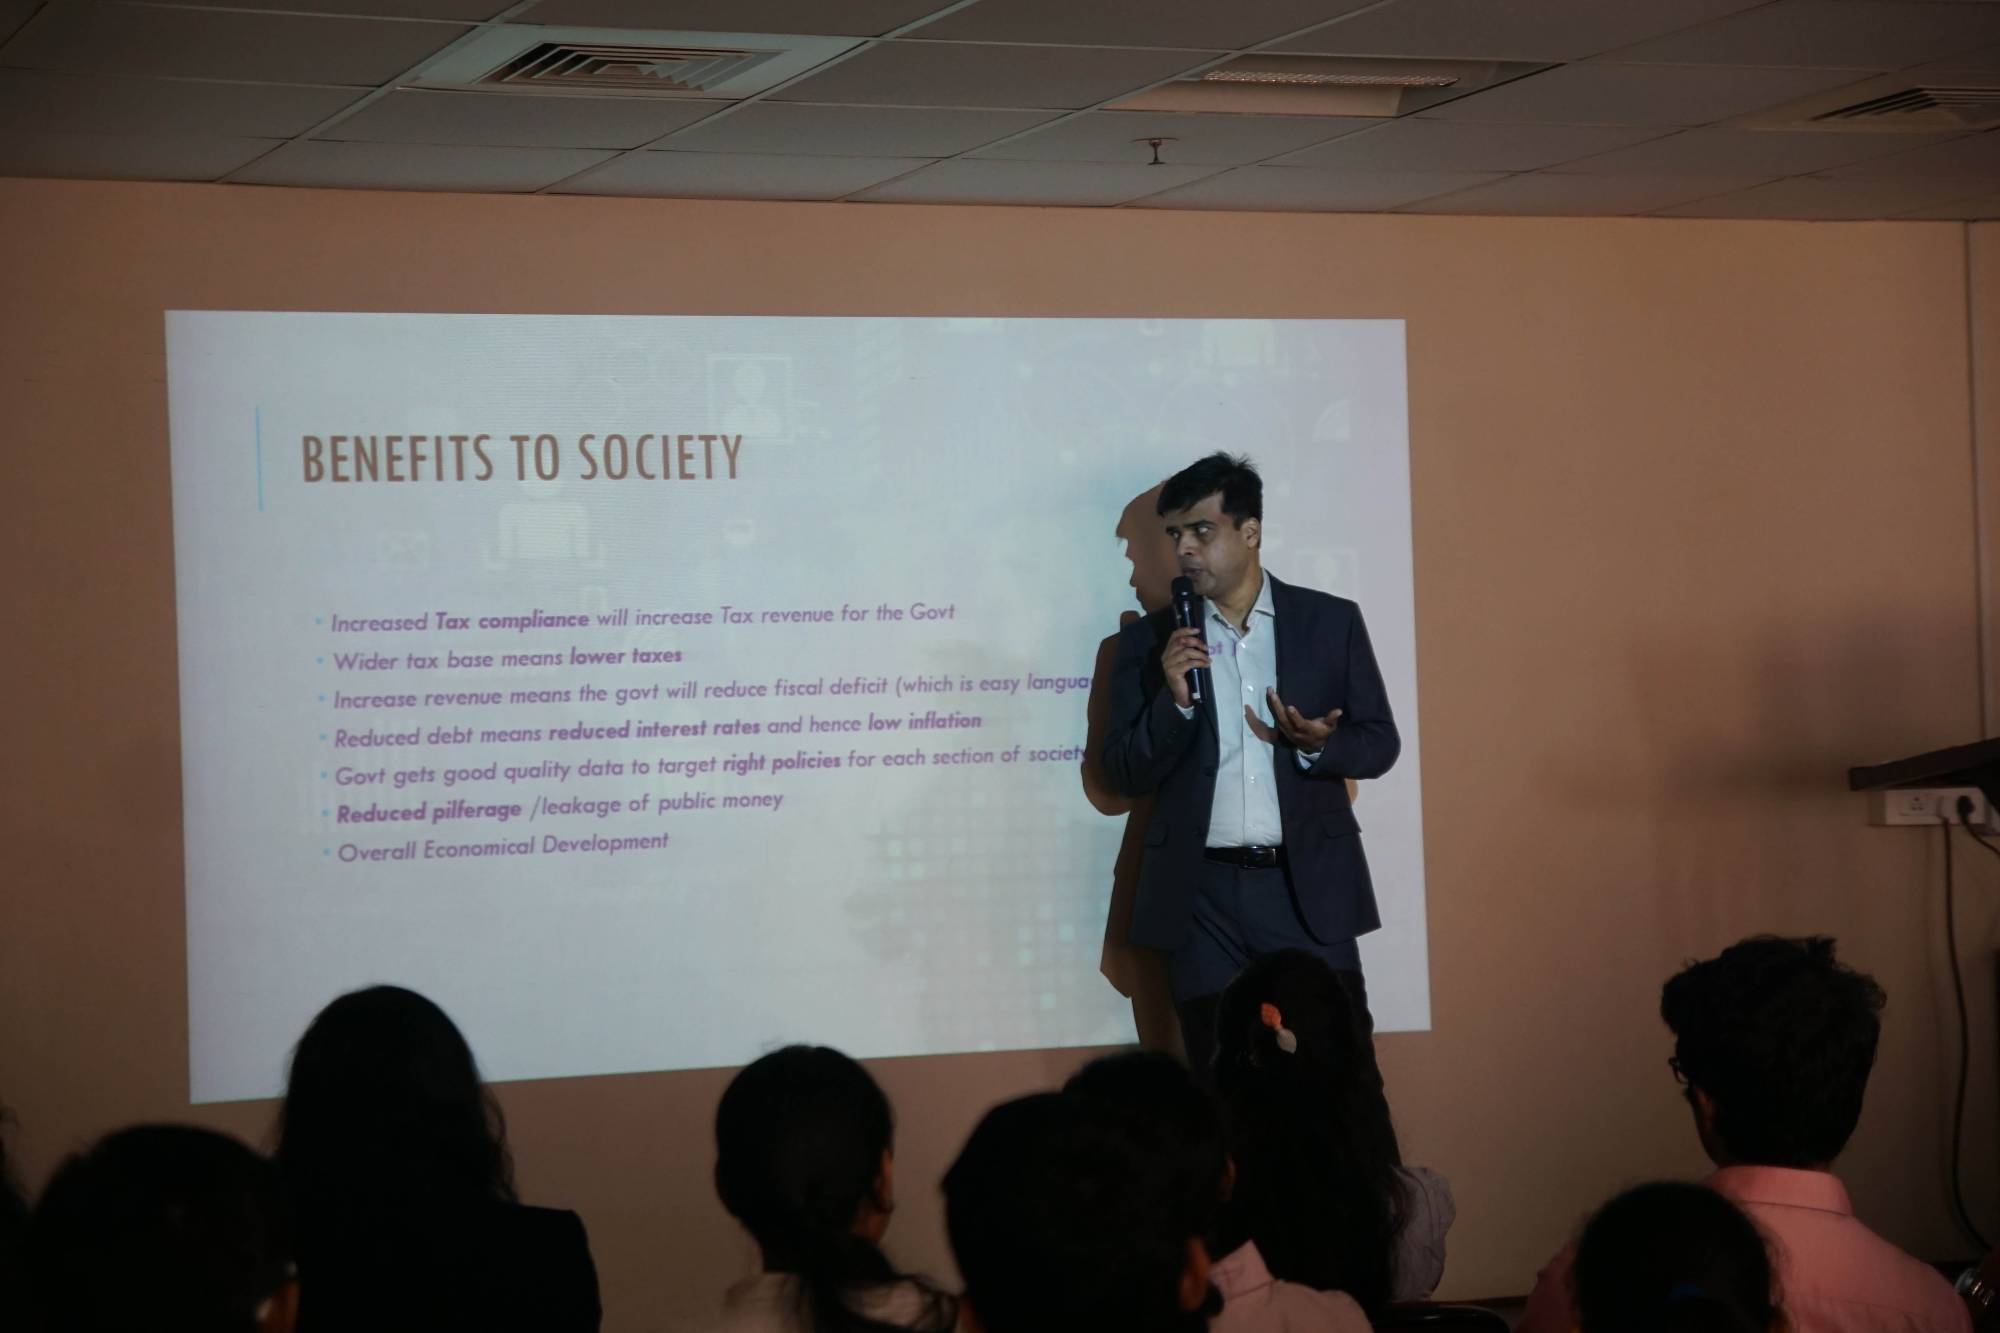 BENEFITS TO SOCIETY
• Increased Tax compliance will increase Tax revenue for the Govt
• Wider tax base means lower taxes
• Increase revenue means the govt will reduce fiscal deficit (which is easy
• Reduced debt means reduced interest rates and hence low inflation
• Govt gets good quality data to target right policies for each section of society
• Reduced pilferage /leakage of public money
• Overall Economical Development